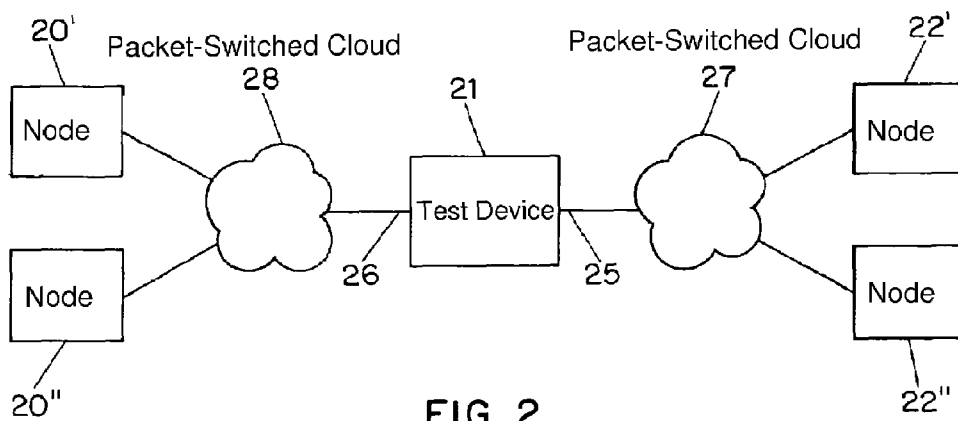 20'
Packet-Switched Cloud
28
Packet-Switched Cloud
27
22'
21
Node
Node
Test Device
26
25
Node
Node
20"
22"
FIG. 2